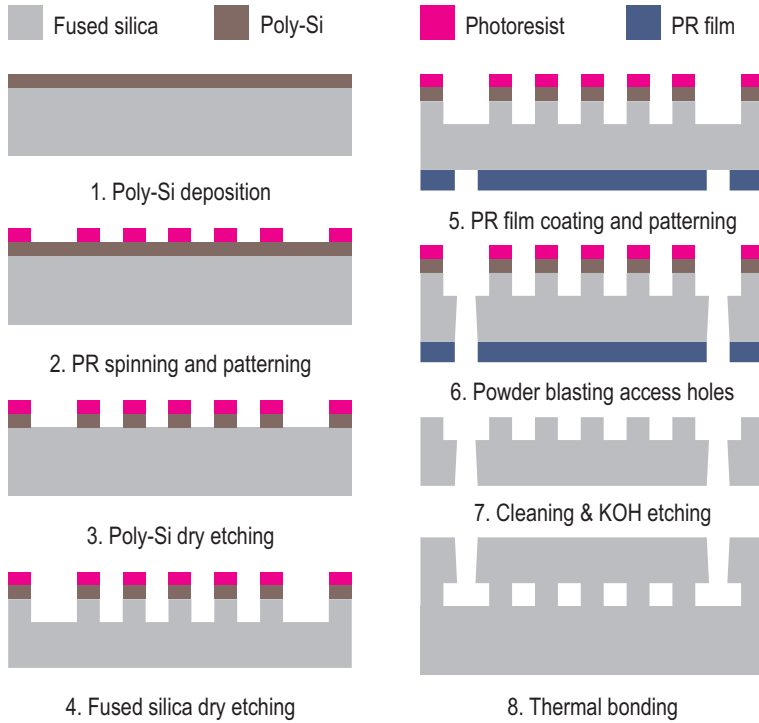 Fused silica
Poly-Si
Photoresist
PR film
1. Poly-Si deposition
2. PR spinning and patterning
3. Poly-Si dry etching
4. Fused silica dry etching
5. PR film coating and patterning
6. Powder blasting access holes
7. Cleaning & KOH etching
8. Thermal bonding